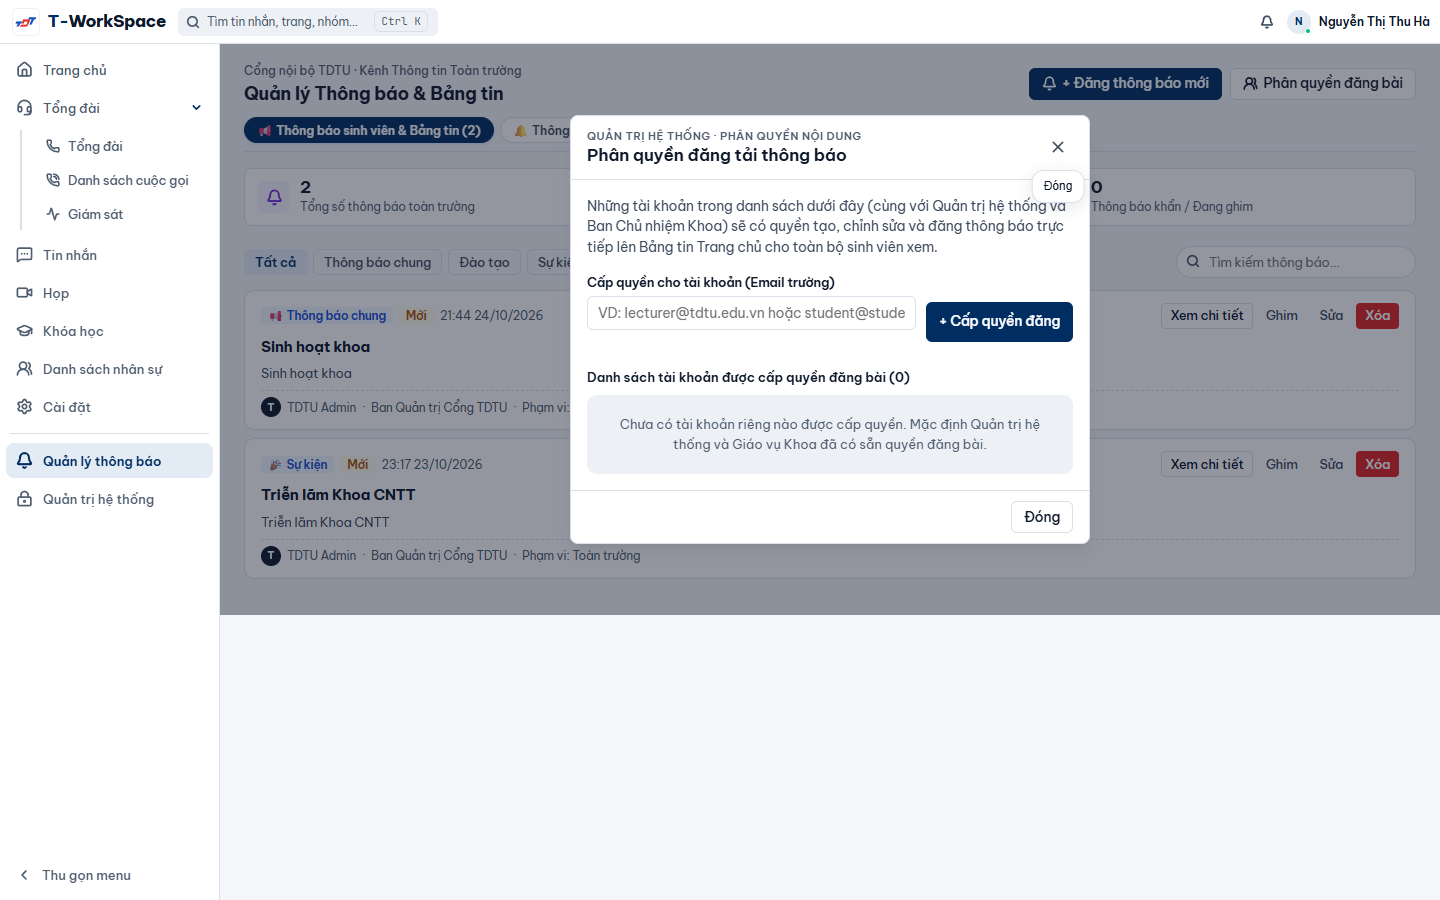 T-WorkSpace
Tìm tin nhắn, trang, nhóm...
Ctrl K
N
Nguyễn Thị Thu Hà
Trang chủ
Tổng đài
Tổng đài
Danh sách cuộc gọi
Giám sát
Tin nhắn
Họp
Khóa học
Danh sách nhân sự
Cài đặt
Quản lý thông báo
Quản trị hệ thống
Thu gọn menu
Cổng nội bộ TDTU · Kênh Thông tin Toàn trường
Quản lý Thông báo & Bảng tin
+ Đăng thông báo mới
Phân quyền đăng bài
Thông báo sinh viên & Bảng tin (2)
Thông
2
Tổng số thông báo toàn trường
0
Thông báo khẩn / Đang ghim
Tất cả
Thông báo chung
Đào tạo
Sự kiệ
Tìm kiếm thông báo...
Thông báo chung
Mới
21:44 24/10/2026
Xem chi tiết
Ghim
Sửa
Xóa
Sinh hoạt khoa
Sinh hoạt khoa
T
TDTU Admin · Ban Quản trị Cổng TDTU · Phạm vi:
Sự kiện
Mới
23:17 23/10/2026
Xem chi tiết
Ghim
Sửa
Xóa
Triển lãm Khoa CNTT
Triển lãm Khoa CNTT
T
TDTU Admin · Ban Quản trị Cổng TDTU · Phạm vi: Toàn trường
QUẢN TRỊ HỆ THỐNG · PHÂN QUYỀN NỘI DUNG
Phân quyền đăng tải thông báo
Đóng
Những tài khoản trong danh sách dưới đây (cùng với Quản trị hệ thống và
Ban Chủ nhiệm Khoa) sẽ có quyền tạo, chỉnh sửa và đăng thông báo trực
tiếp lên Bảng tin Trang chủ cho toàn bộ sinh viên xem.
Cấp quyền cho tài khoản (Email trường)
VD: lecturer@tdtu.edu.vn hoặc student@stude
+ Cấp quyền đăng
Danh sách tài khoản được cấp quyền đăng bài (0)
Chưa có tài khoản riêng nào được cấp quyền. Mặc định Quản trị hệ
thống và Giáo vụ Khoa đã có sẵn quyền đăng bài.
Đóng